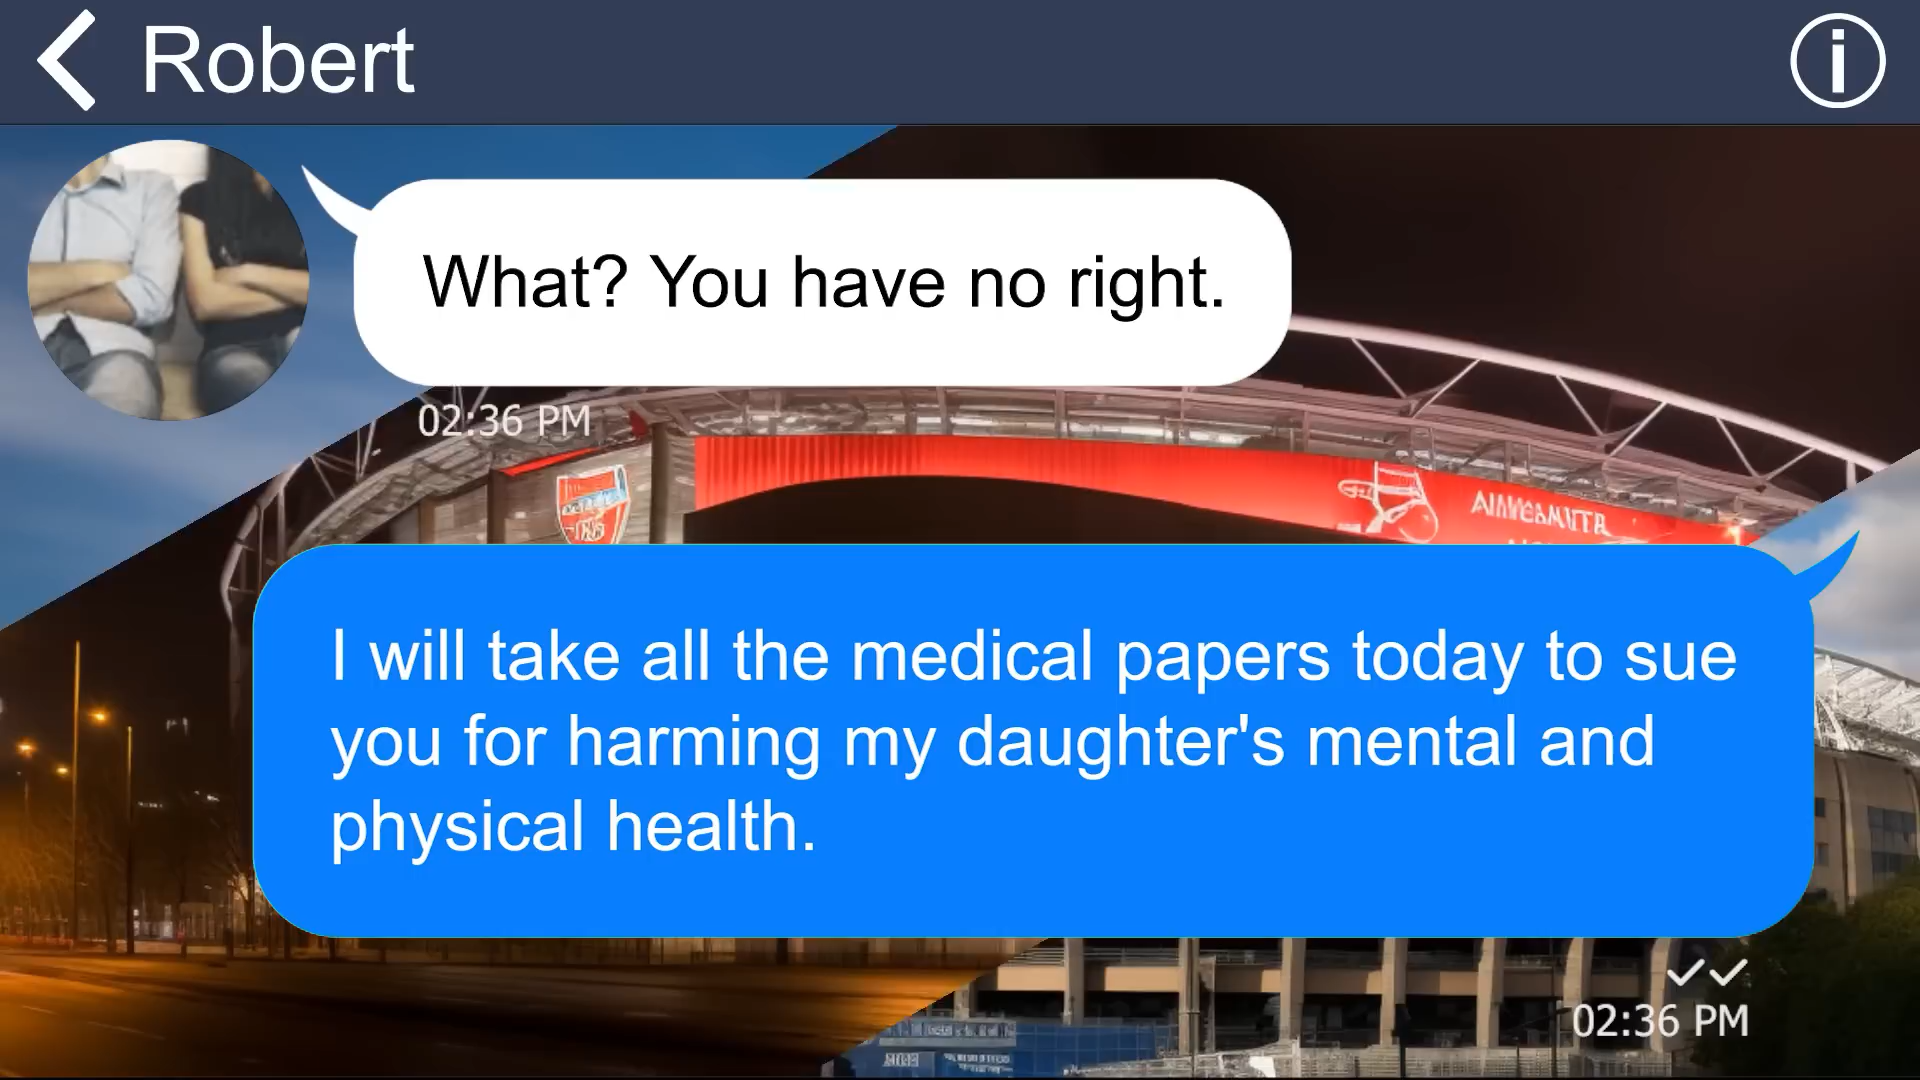 Robert
What? You have no right.
02:36 PM
I will take all the medical papers today to sue
you for harming my daughter's mental and
physical health.
02:36 PM